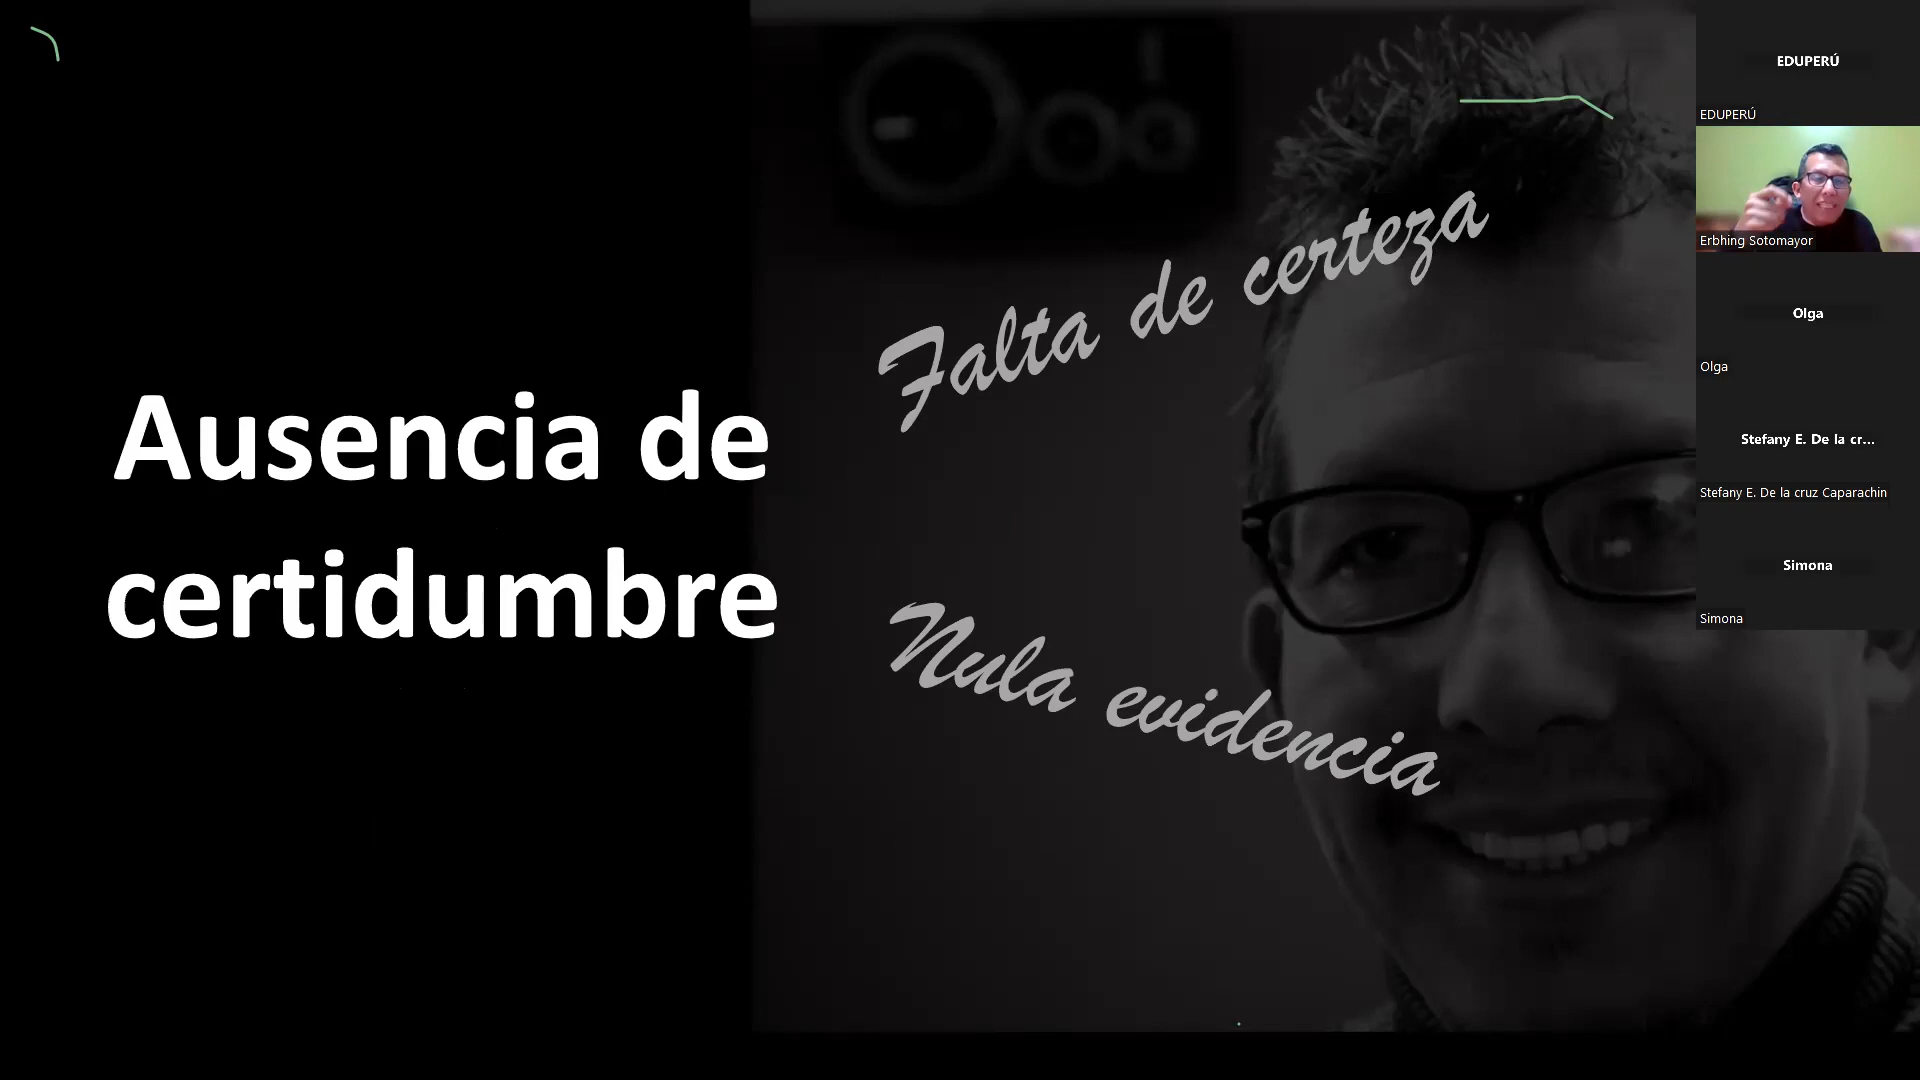 Ausencia de
certidumbre
Falta de certeza
Nula evidencia
EDUPERÚ
EDUPERÚ
Erbhing Sotomayor
Olga
Olga
Stefany E. De la cr...
Stefany E. De la cruz Caparachin
Simona
Simona